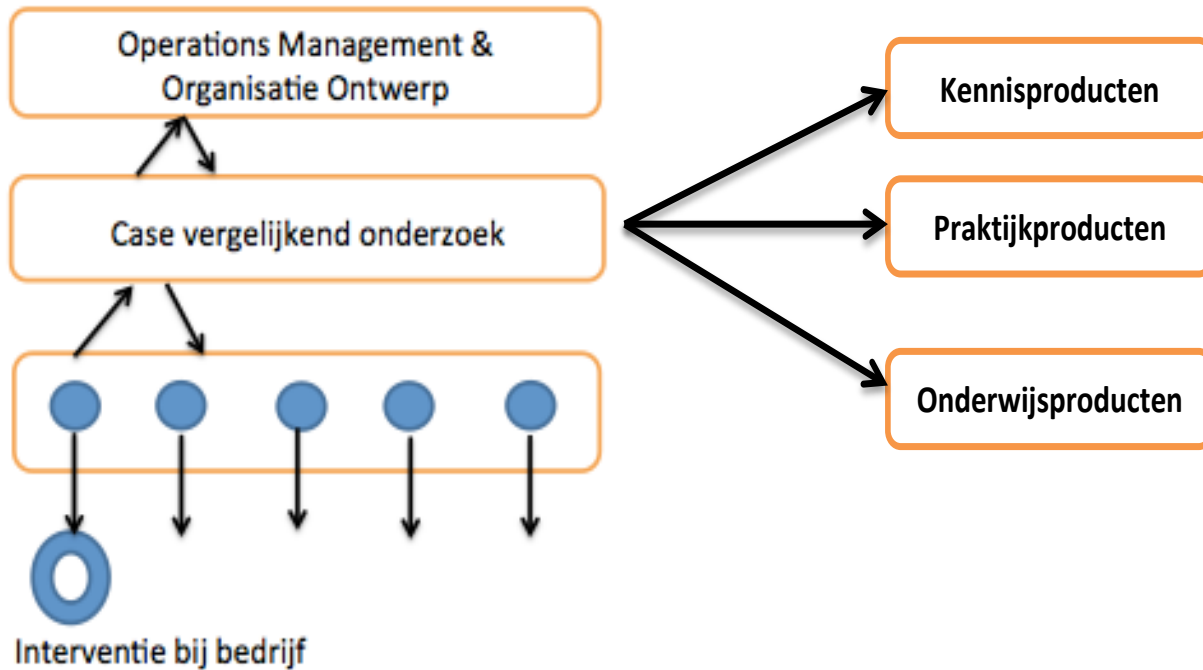 Operations Management &
Organisatie Ontwerp
Case vergelijkend onderzoek
Interventie bij bedrijf
Kennisproducten
Praktijkproducten
Onderwijsproducten